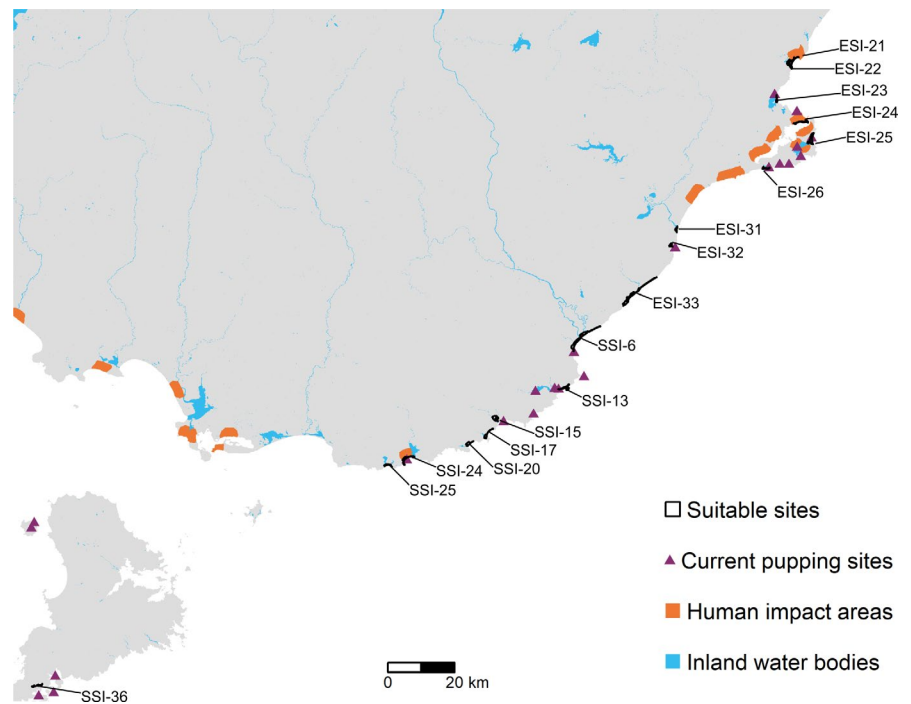 ESI-21
ESI-22
ESI-23
ESI-24
ESI-25
ESI-26
ESI-31
ESI-32
ESI-33
SSI-6
SSI-13
SSI-15
SSI-17
SSI-20
SSI-24
SSI-25
Suitable sites
Current pupping sites
Human impact areas
Inland water bodies
0 20 km
SSI-36